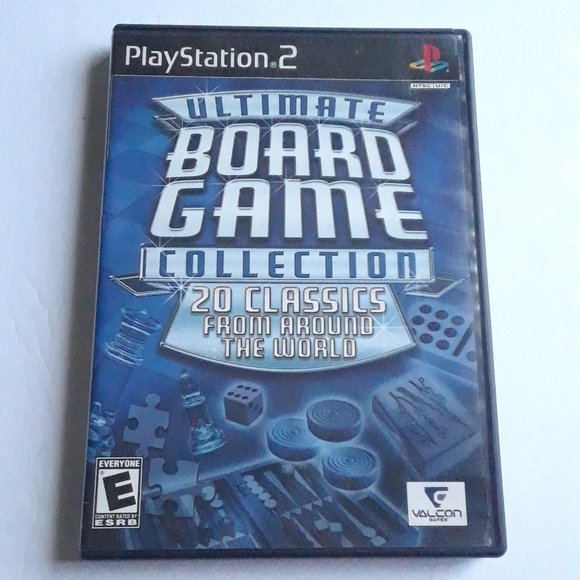 PlayStation®2
NTSC U/C
ULTIMATE
BOARD
GAME
COLLECTION
20 CLASSICS
FROM AROUND
THE WORLD
EVERYONE
E
CONTENT RATED BY
ESRB
VALCON
GAMES